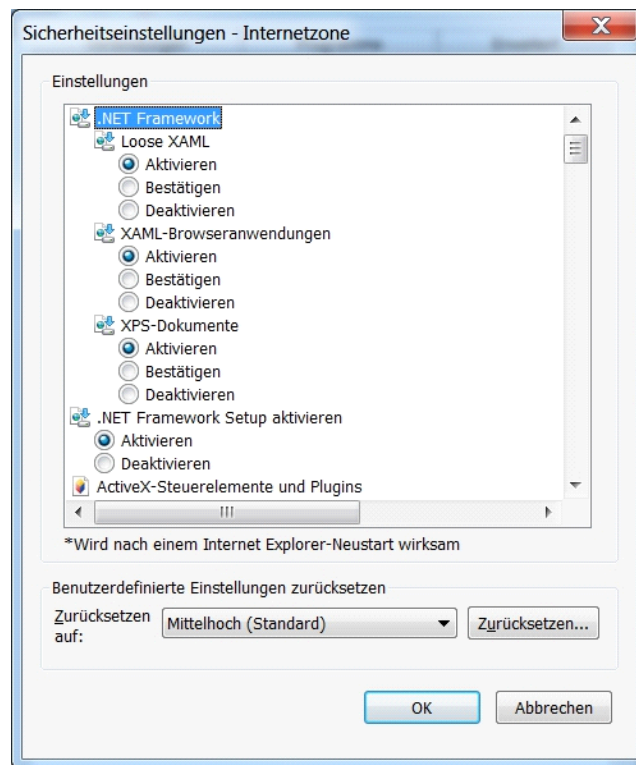 Sicherheitseinstellungen - Internetzone
Einstellungen
.NET Framework
Loose XAML
Aktivieren
Bestätigen
Deaktivieren
XAML-Browseranwendungen
Aktivieren
Bestätigen
Deaktivieren
XPS-Dokumente
Aktivieren
Bestätigen
Deaktivieren
.NET Framework Setup aktivieren
Aktivieren
Deaktivieren
ActiveX-Steuerelemente und Plugins
*Wird nach einem Internet Explorer-Neustart wirksam
Benutzerdefinierte Einstellungen zurücksetzen
Zurücksetzen auf: Mittelhoch (Standard) Zurücksetzen...
OK Abbrechen